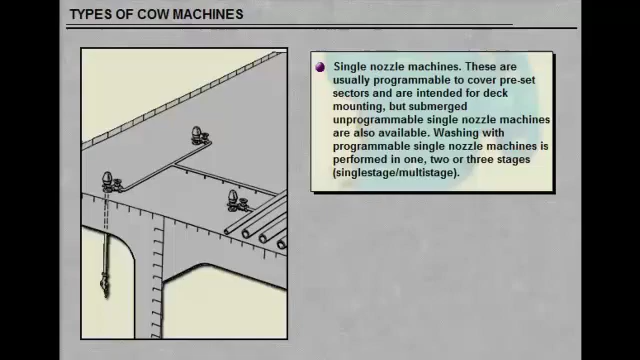 TYPES OF COW MACHINES
Single nozzle machines. These are
usually programmable to cover pre-set
sectors and are intended for deck
mounting, but submerged
unprogrammable single nozzle machines
are also available. Washing with
programmable single nozzle machines is
performed in one, two or three stages
(singlestage/multistage).